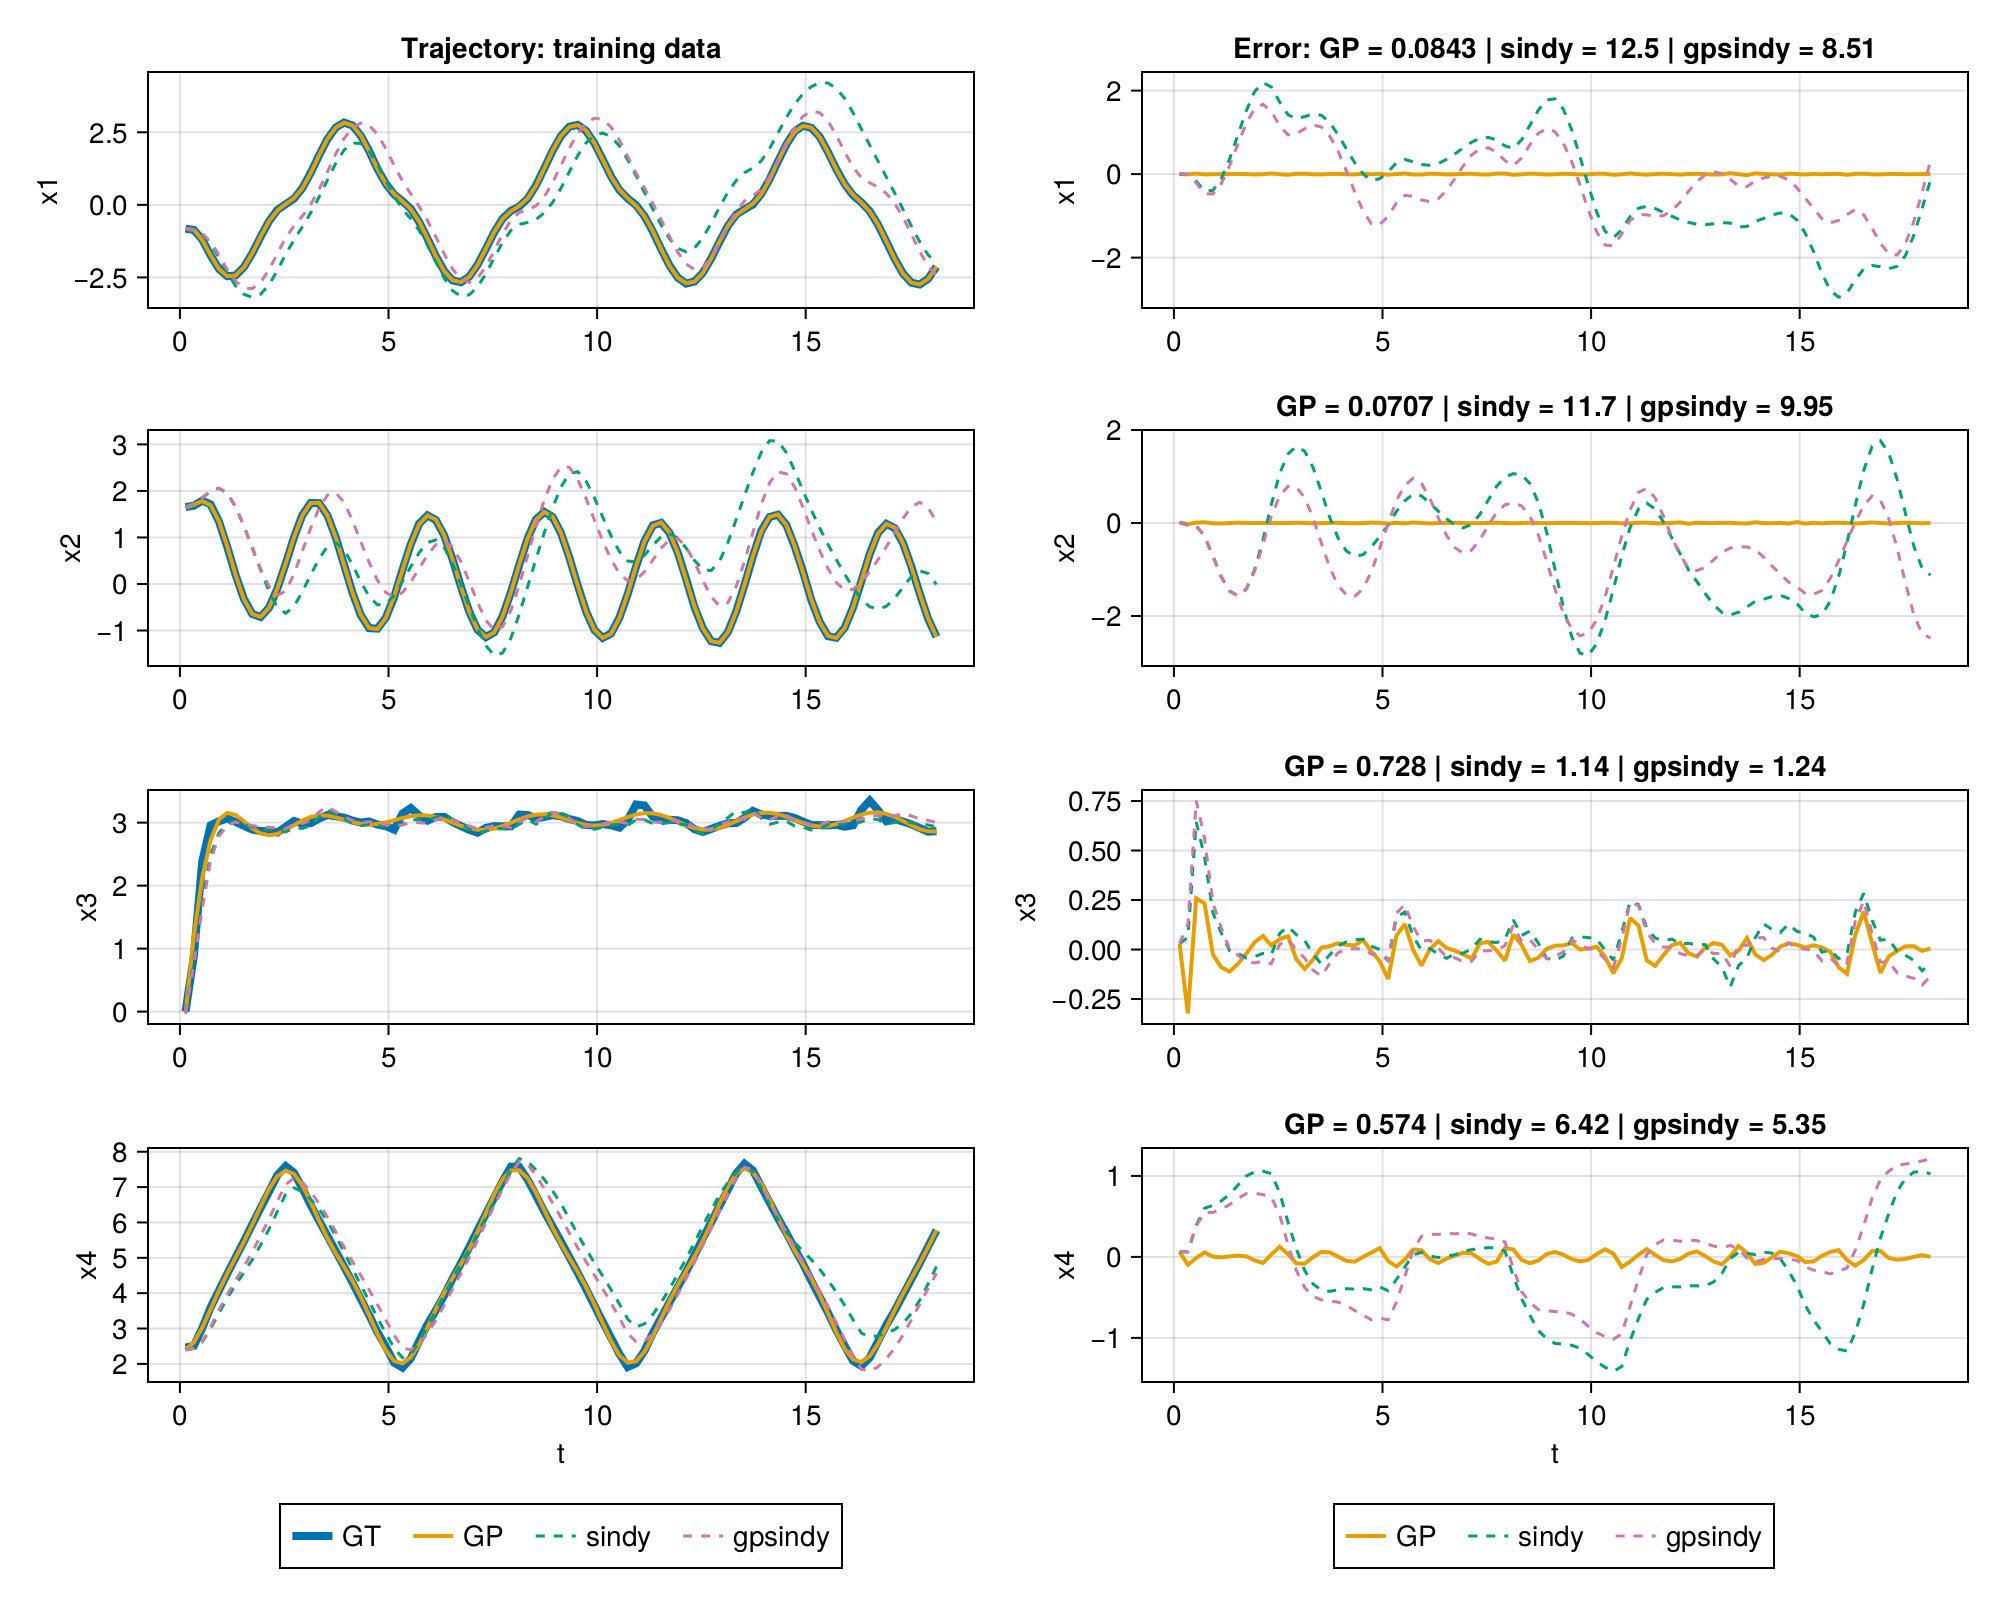 Trajectory: training data
x1
2.5
0.0
−2.5
0 5 10 15
Error: GP = 0.0843 | sindy = 12.5 | gpsindy = 8.51
x1
2
0
−2
0 5 10 15
x2
3
2
1
0
−1
0 5 10 15
GP = 0.0707 | sindy = 11.7 | gpsindy = 9.95
x2
2
0
−2
0 5 10 15
x3
3
2
1
0
0 5 10 15
GP = 0.728 | sindy = 1.14 | gpsindy = 1.24
x3
0.75
0.50
0.25
0.00
−0.25
0 5 10 15
x4
8
7
6
5
4
3
2
0 5 10 15
t
GP = 0.574 | sindy = 6.42 | gpsindy = 5.35
x4
1
0
−1
0 5 10 15
t
GT GP sindy gpsindy
GP sindy gpsindy